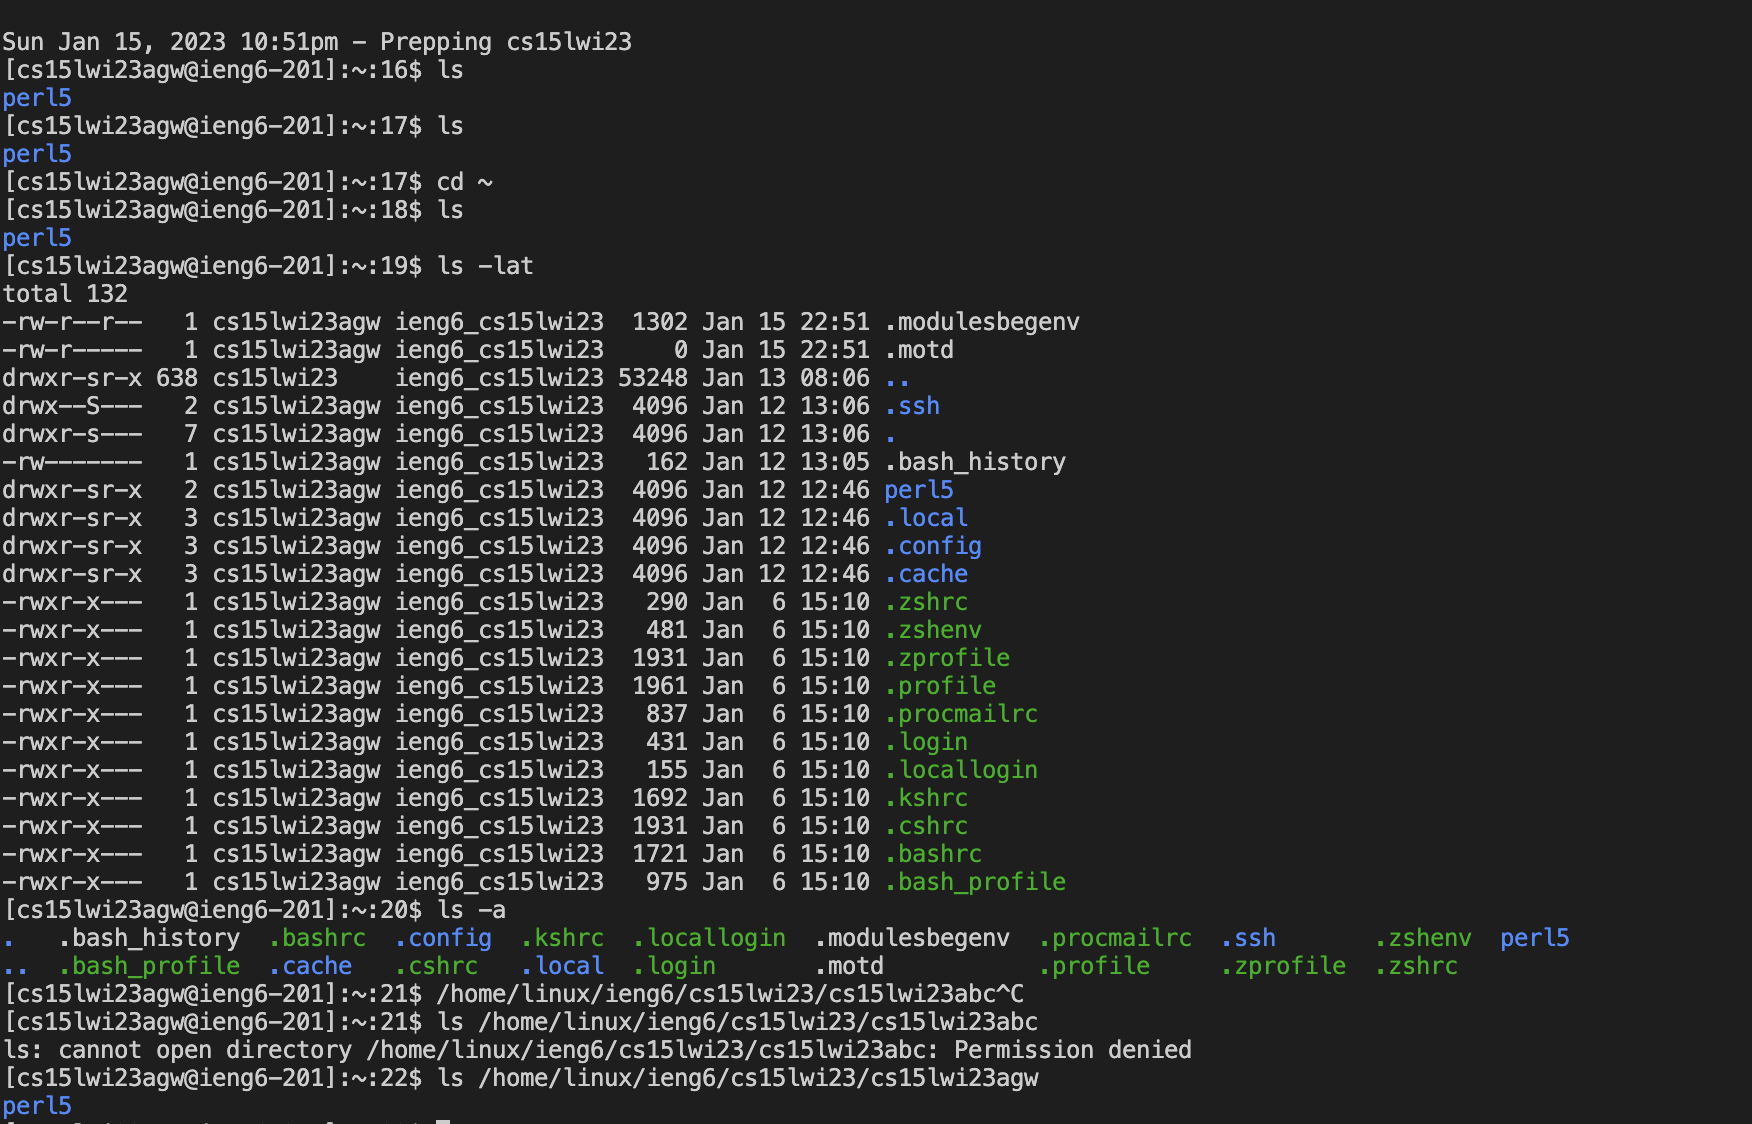 Sun Jan 15, 2023 10:51pm - Prepping cs15lwi23
[cs15lwi23agw@ieng6-201]:~:16$ ls
perl5
[cs15lwi23agw@ieng6-201]:~:17$ ls
perl5
[cs15lwi23agw@ieng6-201]:~:17$ cd ~
[cs15lwi23agw@ieng6-201]:~:18$ ls
perl5
[cs15lwi23agw@ieng6-201]:~:19$ ls -lat
total 132
-rw-r--r--   1 cs15lwi23agw ieng6_cs15lwi23  1302 Jan 15 22:51 .modulesbegenv
-rw-r-----   1 cs15lwi23agw ieng6_cs15lwi23     0 Jan 15 22:51 .motd
drwxr-sr-x 638 cs15lwi23    ieng6_cs15lwi23 53248 Jan 13 08:06 ..
drwx--S---   2 cs15lwi23agw ieng6_cs15lwi23  4096 Jan 12 13:06 .ssh
drwxr-s---   7 cs15lwi23agw ieng6_cs15lwi23  4096 Jan 12 13:06 .
-rw-------   1 cs15lwi23agw ieng6_cs15lwi23   162 Jan 12 13:05 .bash_history
drwxr-sr-x   2 cs15lwi23agw ieng6_cs15lwi23  4096 Jan 12 12:46 perl5
drwxr-sr-x   3 cs15lwi23agw ieng6_cs15lwi23  4096 Jan 12 12:46 .local
drwxr-sr-x   3 cs15lwi23agw ieng6_cs15lwi23  4096 Jan 12 12:46 .config
drwxr-sr-x   3 cs15lwi23agw ieng6_cs15lwi23  4096 Jan 12 12:46 .cache
-rwxr-x---   1 cs15lwi23agw ieng6_cs15lwi23   290 Jan  6 15:10 .zshrc
-rwxr-x---   1 cs15lwi23agw ieng6_cs15lwi23   481 Jan  6 15:10 .zshenv
-rwxr-x---   1 cs15lwi23agw ieng6_cs15lwi23  1931 Jan  6 15:10 .zprofile
-rwxr-x---   1 cs15lwi23agw ieng6_cs15lwi23  1961 Jan  6 15:10 .profile
-rwxr-x---   1 cs15lwi23agw ieng6_cs15lwi23   837 Jan  6 15:10 .procmailrc
-rwxr-x---   1 cs15lwi23agw ieng6_cs15lwi23   431 Jan  6 15:10 .login
-rwxr-x---   1 cs15lwi23agw ieng6_cs15lwi23   155 Jan  6 15:10 .locallogin
-rwxr-x---   1 cs15lwi23agw ieng6_cs15lwi23  1692 Jan  6 15:10 .kshrc
-rwxr-x---   1 cs15lwi23agw ieng6_cs15lwi23  1931 Jan  6 15:10 .cshrc
-rwxr-x---   1 cs15lwi23agw ieng6_cs15lwi23  1721 Jan  6 15:10 .bashrc
-rwxr-x---   1 cs15lwi23agw ieng6_cs15lwi23   975 Jan  6 15:10 .bash_profile
[cs15lwi23agw@ieng6-201]:~:20$ ls -a
.   .bash_history  .bashrc  .config  .kshrc  .locallogin  .modulesbegenv  .procmailrc  .ssh       .zshenv  perl5
..  .bash_profile  .cache   .cshrc   .local  .login       .motd           .profile     .zprofile  .zshrc
[cs15lwi23agw@ieng6-201]:~:21$ /home/linux/ieng6/cs15lwi23/cs15lwi23abc^C
[cs15lwi23agw@ieng6-201]:~:21$ ls /home/linux/ieng6/cs15lwi23/cs15lwi23abc
ls: cannot open directory /home/linux/ieng6/cs15lwi23/cs15lwi23abc: Permission denied
[cs15lwi23agw@ieng6-201]:~:22$ ls /home/linux/ieng6/cs15lwi23/cs15lwi23agw
perl5